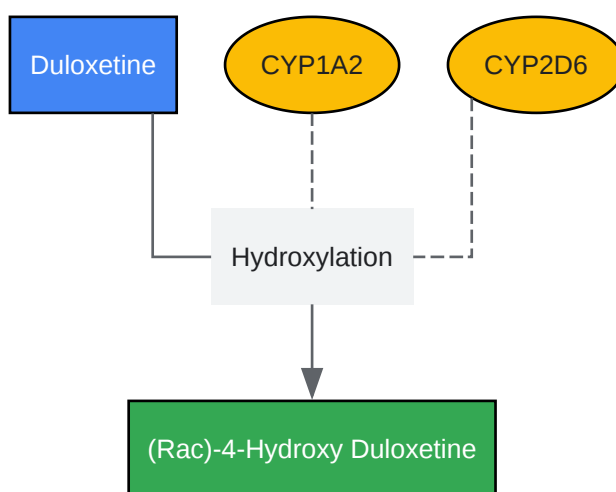 Duloxetine
CYP1A2
CYP2D6
Hydroxylation
(Rac)-4-Hydroxy Duloxetine